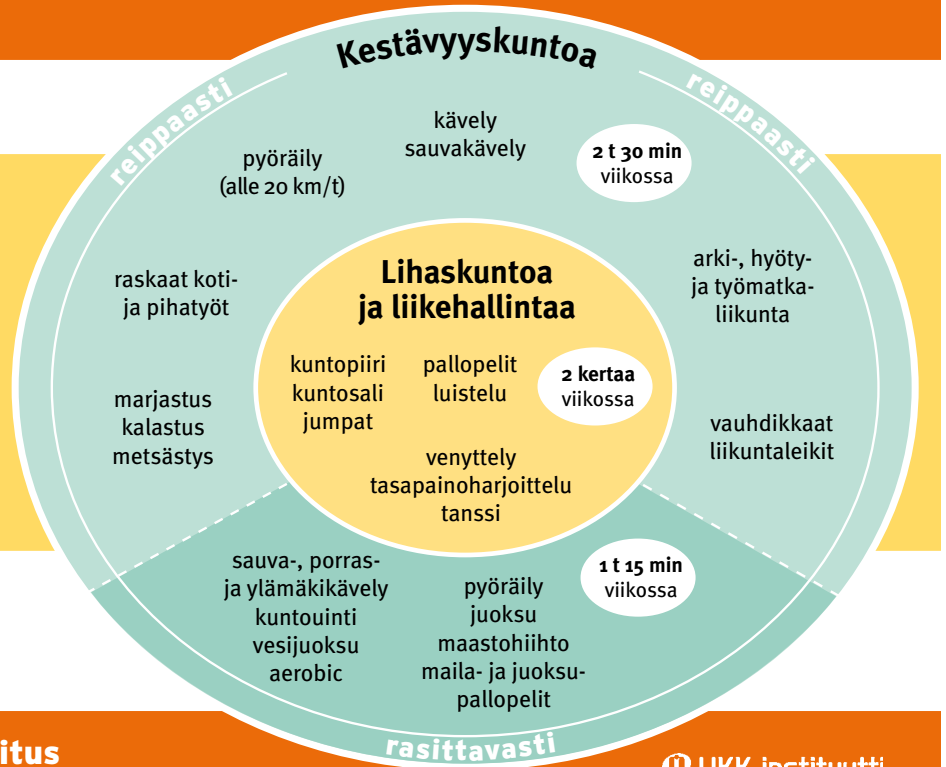 Kestävyyskuntoa
reippaasti
reippaasti
kävely
sauvakävely
2 t 30 min
viikossa
pyöräily
(alle 20 km/t)
raskaat koti-
ja pihatyöt
arki-, hyöty-
ja työmatka-
liikunta
marjastus
kalastus
metsästys
vauhdikkaat
liikuntaleikit
Lihaskuntoa
ja liikehallintaa
kuntopiiri
kuntosali
jumpat
pallopelit
luistelu
2 kertaa
viikossa
venyttely
tasapainoharjoittelu
tanssi
sauva-, porras-
ja ylämäkikävely
kuntouinti
vesijuoksu
aerobic
pyöräily
juoksu
maastohiihto
maila- ja juoksu-
pallopelit
1 t 15 min
viikossa
rasittavasti
itus
UKK-instituutti